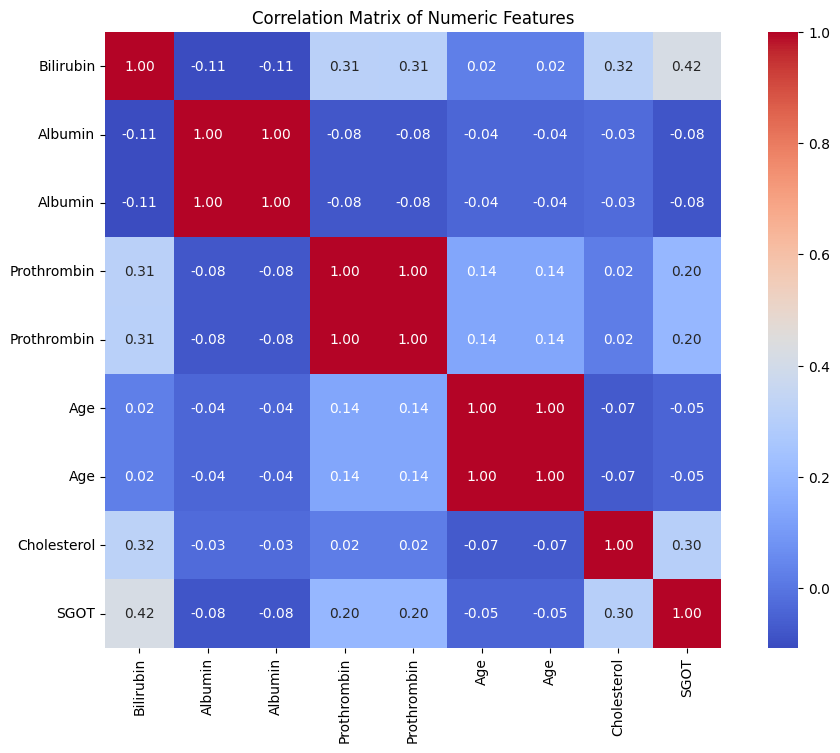 Correlation Matrix of Numeric Features
Bilirubin 1.00 -0.11 -0.11 0.31 0.31 0.02 0.02 0.32 0.42
Albumin -0.11 1.00 1.00 -0.08 -0.08 -0.04 -0.04 -0.03 -0.08
Albumin -0.11 1.00 1.00 -0.08 -0.08 -0.04 -0.04 -0.03 -0.08
Prothrombin 0.31 -0.08 -0.08 1.00 1.00 0.14 0.14 0.02 0.20
Prothrombin 0.31 -0.08 -0.08 1.00 1.00 0.14 0.14 0.02 0.20
Age 0.02 -0.04 -0.04 0.14 0.14 1.00 1.00 -0.07 -0.05
Age 0.02 -0.04 -0.04 0.14 0.14 1.00 1.00 -0.07 -0.05
Cholesterol 0.32 -0.03 -0.03 0.02 0.02 -0.07 -0.07 1.00 0.30
SGOT 0.42 -0.08 -0.08 0.20 0.20 -0.05 -0.05 0.30 1.00
Bilirubin
Albumin
Albumin
Prothrombin
Prothrombin
Age
Age
Cholesterol
SGOT
1.0
0.8
0.6
0.4
0.2
0.0